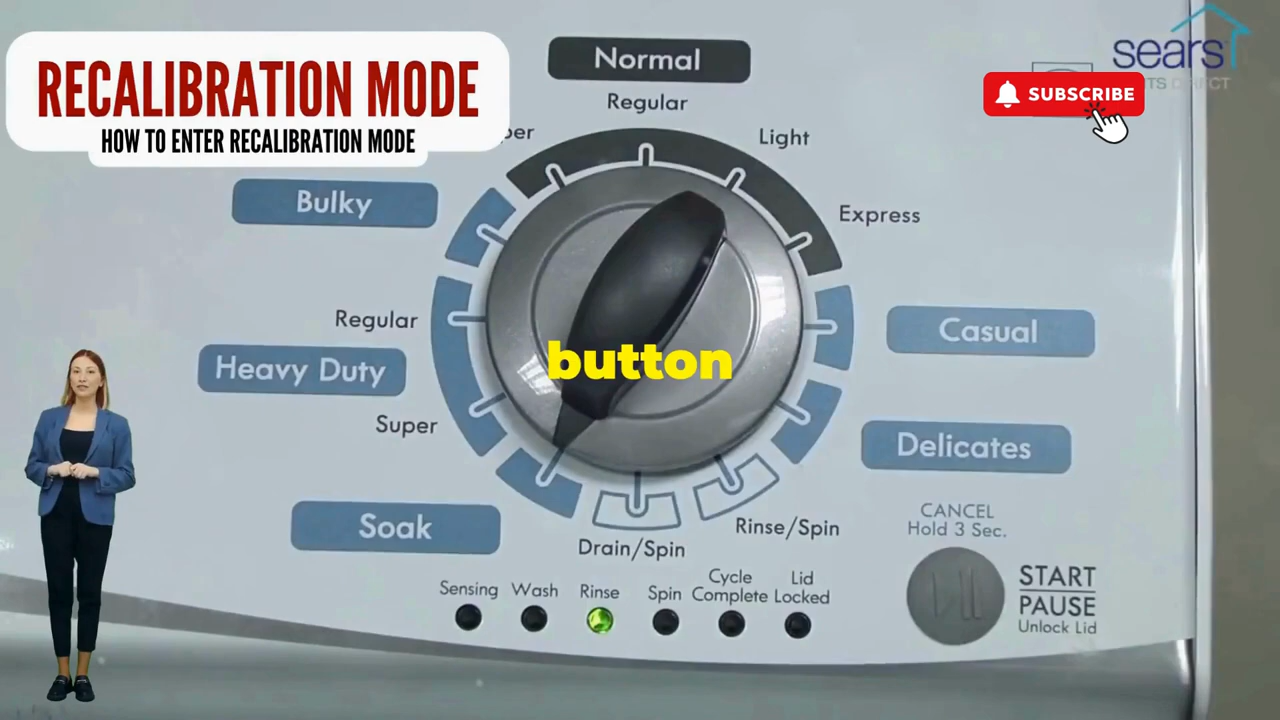 RECALIBRATION MODE
HOW TO ENTER RECALIBRATION MODE
sears
SUBSCRIBE
Normal
Regular
Light
Express
Bulky
Regular
Heavy Duty
Super
button
Casual
Delicates
Soak
Rinse/Spin
Drain/Spin
CANCEL
Hold 3 Sec.
Sensing
Wash
Rinse
Spin
Cycle
Complete
Lid
Locked
START
PAUSE
Unlock Lid